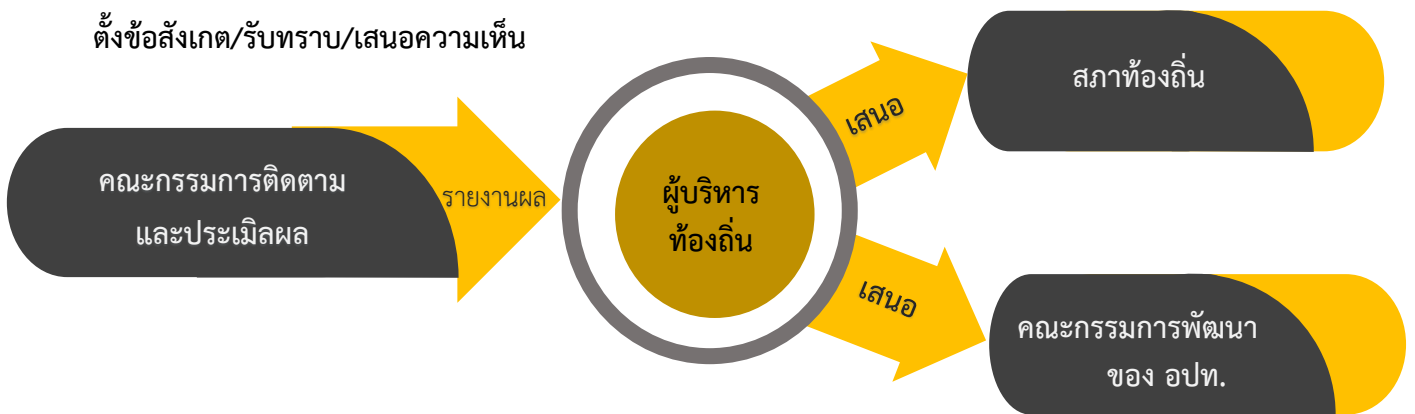 ตั้งข้อสังเกต/รับทราบ/เสนอความเห็น
คณะกรรมการติดตาม
และประเมิลผล
รายงานผล
ผู้บริหาร
ท้องถิ่น
เสนอ
สภาท้องถิ่น
เสนอ
คณะกรรมการพัฒนา
ของ อปท.